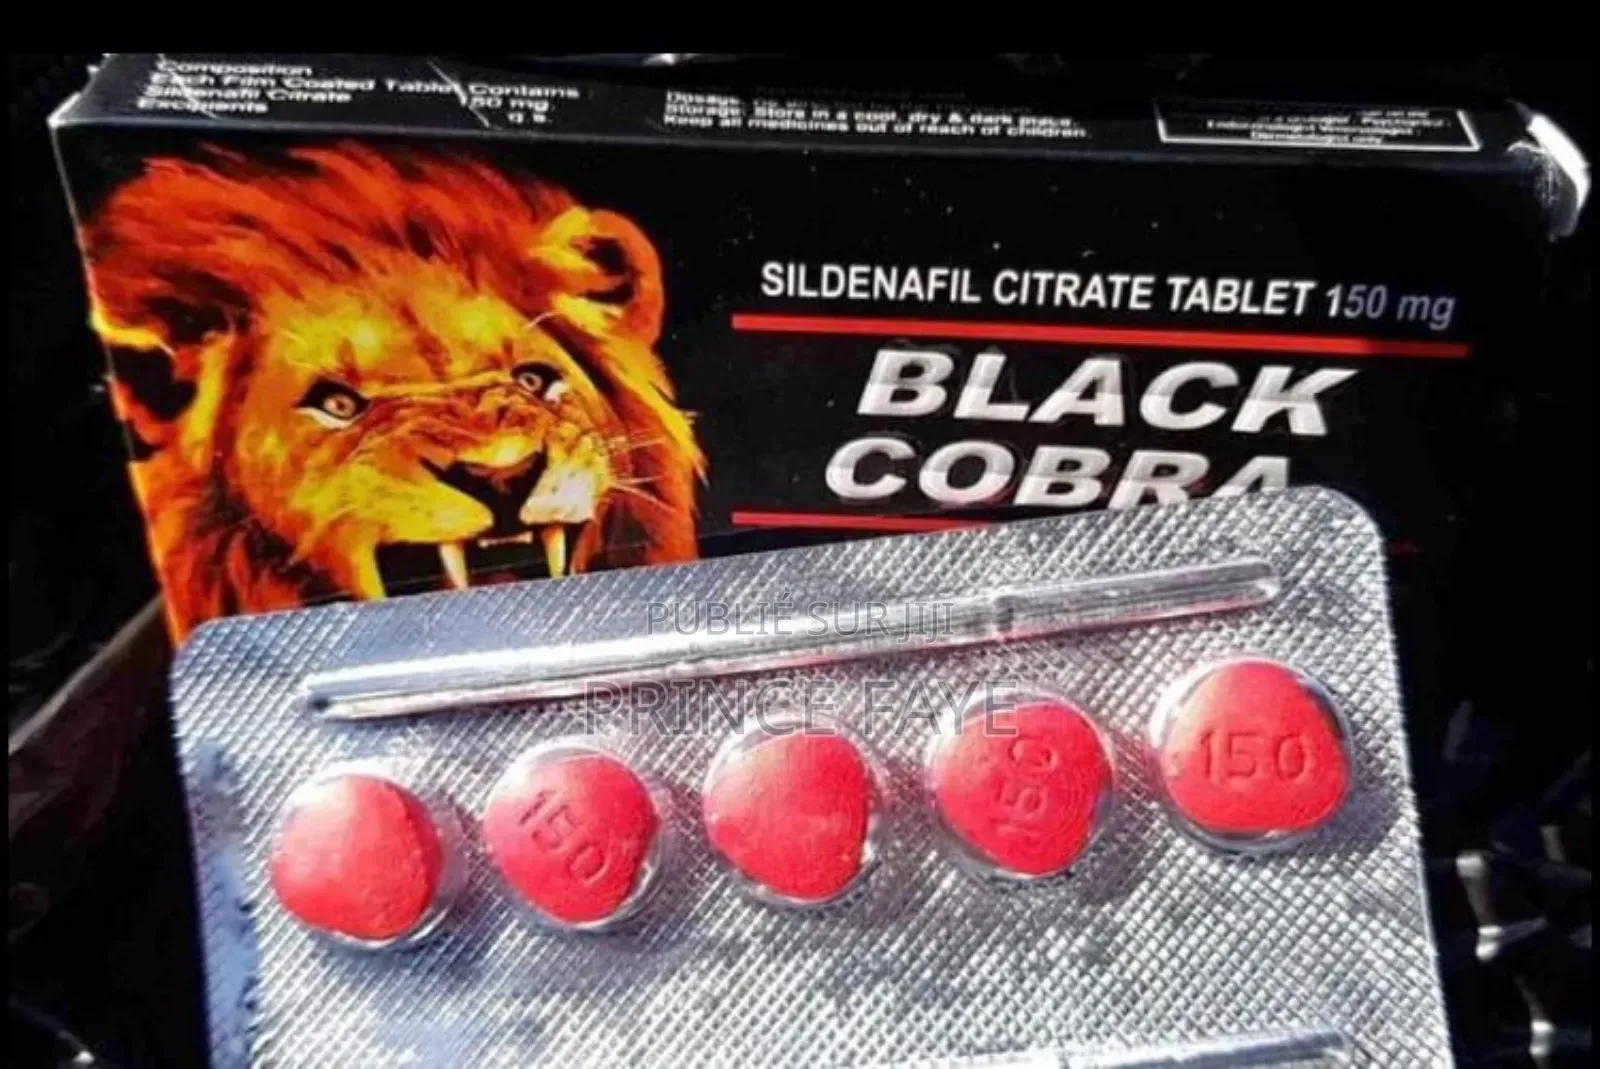 Composition
Each Film Coated Tablet Contains :
Sildenafil Citrate 50 mg
Excipients q.s.
Storage: Store in a cool, dry & dark place.
Keep all medicines out of reach of children.
SILDENAFIL CITRATE TABLET 150 mg
BLACK
COBRA
PUBLIÉ SUR JIJI
PRINCE FAYE
150
150
150